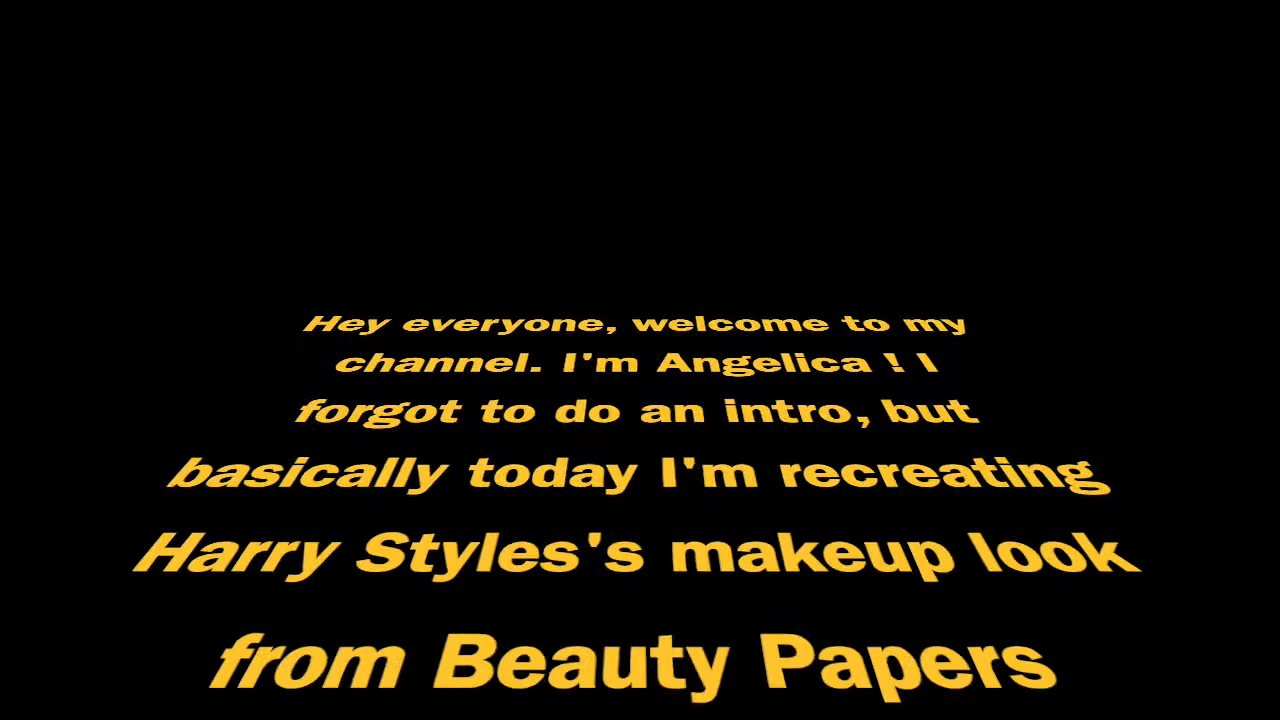 Hey everyone, welcome to my
channel. I'm Angelica ! I
forgot to do an intro, but
basically today I'm recreating
Harry Styles's makeup look
from Beauty Papers